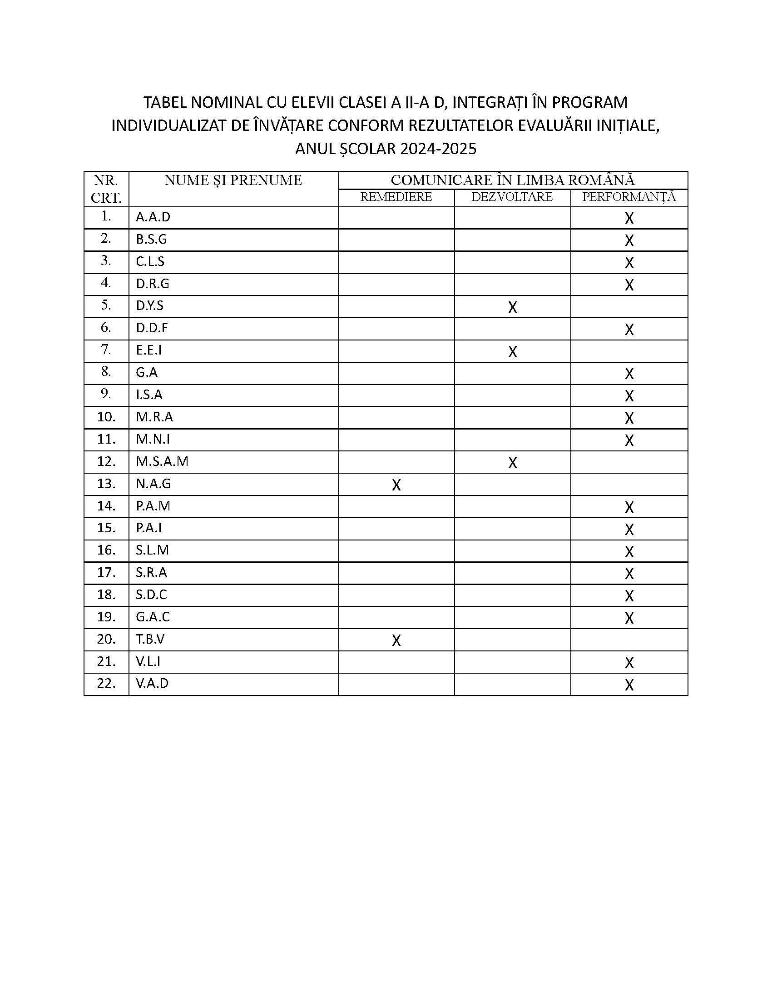 TABEL NOMINAL CU ELEVII CLASEI A II-A D, INTEGRAȚI ÎN PROGRAM
INDIVIDUALIZAT DE ÎNVĂȚARE CONFORM REZULTATELOR EVALUĂRII INIȚIALE,
ANUL ȘCOLAR 2024-2025
NR. CRT. NUME ȘI PRENUME COMUNICARE ÎN LIMBA ROMÂNĂ
REMEDIERE DEZVOLTARE PERFORMANȚĂ
1. A.A.D X
2. B.S.G X
3. C.L.S X
4. D.R.G X
5. D.Y.S X
6. D.D.F X
7. E.E.I X
8. G.A X
9. I.S.A X
10. M.R.A X
11. M.N.I X
12. M.S.A.M X
13. N.A.G X
14. P.A.M X
15. P.A.I X
16. S.L.M X
17. S.R.A X
18. S.D.C X
19. G.A.C X
20. T.B.V X
21. V.L.I X
22. V.A.D X